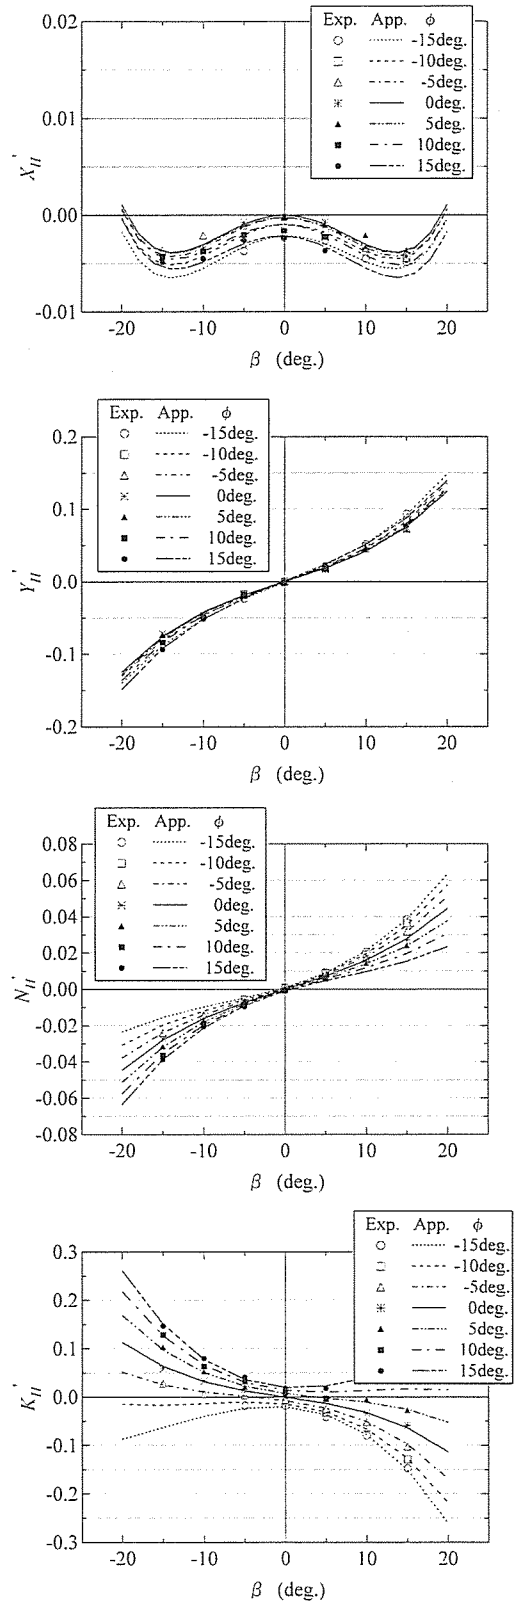 0.02
0.01
0.00
-0.01
X_H'
Exp. App. ϕ
-15deg.
-10deg.
-5deg.
0deg.
5deg.
10deg.
15deg.
-20 -10 0 10 20
β (deg.)
Exp. App. ϕ
-15deg.
-10deg.
-5deg.
0deg.
5deg.
10deg.
15deg.
0.2
0.1
0.0
-0.1
-0.2
Y_H'
-20 -10 0 10 20
β (deg.)
Exp. App. ϕ
-15deg.
-10deg.
-5deg.
0deg.
5deg.
10deg.
15deg.
0.08
0.06
0.04
0.02
0.00
-0.02
-0.04
-0.06
-0.08
N_H'
-20 -10 0 10 20
β (deg.)
Exp. App. ϕ
-15deg.
-10deg.
-5deg.
0deg.
5deg.
10deg.
15deg.
0.3
0.2
0.1
0.0
-0.1
-0.2
-0.3
K_H'
-20 -10 0 10 20
β (deg.)